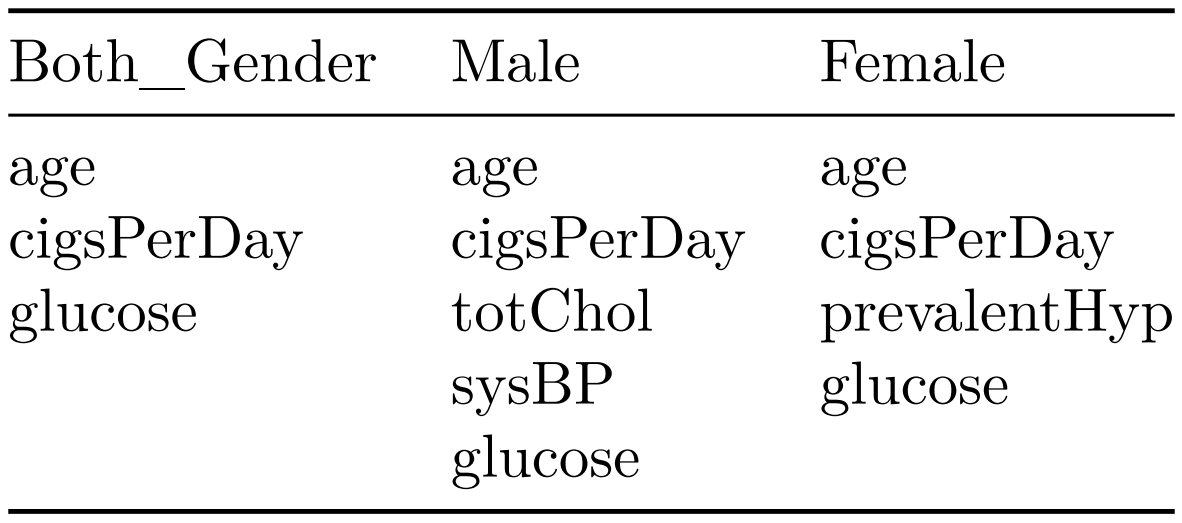 Both_Gender Male Female
age age age
cigsPerDay cigsPerDay cigsPerDay
glucose totChol prevalentHyp
sysBP glucose
glucose